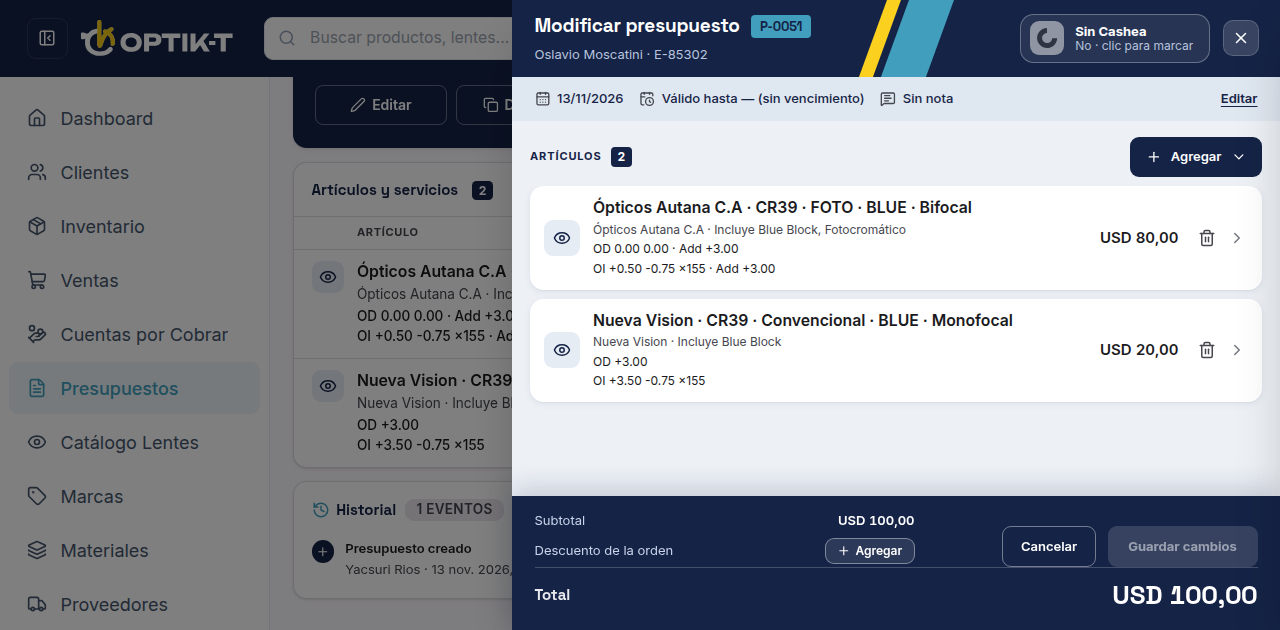 OPTIK-T
Buscar productos, lentes...
Dashboard
Clientes
Inventario
Ventas
Cuentas por Cobrar
Presupuestos
Catálogo Lentes
Marcas
Materiales
Proveedores
Editar
Artículos y servicios 2
ARTÍCULO
Ópticos Autana C.A
Ópticos Autana C.A ·
OD 0.00 0.00 · Add
OI +0.50 -0.75 ×155 ·
Nueva Vision · CR39
Nueva Vision · Incluye
OD +3.00
OI +3.50 -0.75 ×155
Historial 1 EVENTOS
Presupuesto creado
Yacsuri Rios · 13 nov. 2026,
Modificar presupuesto P-0051
Oslavio Moscatini · E-85302
Sin Cashea
No · clic para marcar
13/11/2026 Válido hasta — (sin vencimiento) Sin nota Editar
ARTÍCULOS 2
Agregar
Ópticos Autana C.A · CR39 · FOTO · BLUE · Bifocal
Ópticos Autana C.A · Incluye Blue Block, Fotocromático
OD 0.00 0.00 · Add +3.00
OI +0.50 -0.75 ×155 · Add +3.00
USD 80,00
Nueva Vision · CR39 · Convencional · BLUE · Monofocal
Nueva Vision · Incluye Blue Block
OD +3.00
OI +3.50 -0.75 ×155
USD 20,00
Subtotal USD 100,00
Descuento de la orden + Agregar
Cancelar
Guardar cambios
Total USD 100,00